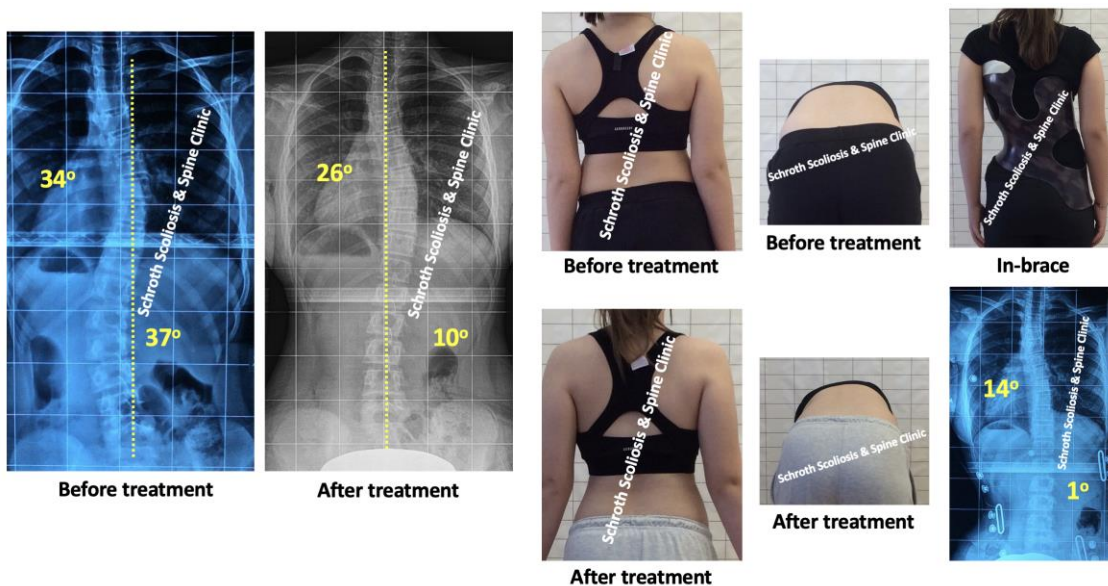 34°
37°
Schroth Scoliosis & Spine Clinic
Before treatment
26°
10°
Schroth Scoliosis & Spine Clinic
After treatment
Schroth Scoliosis & Spine Clinic
Before treatment
Schroth Scoliosis & Spine Clinic
Before treatment
Schroth Scoliosis & Spine Clinic
In-brace
Schroth Scoliosis & Spine Clinic
After treatment
Schroth Scoliosis & Spine Clinic
After treatment
14°
1°
Schroth Scoliosis & Spine Clinic